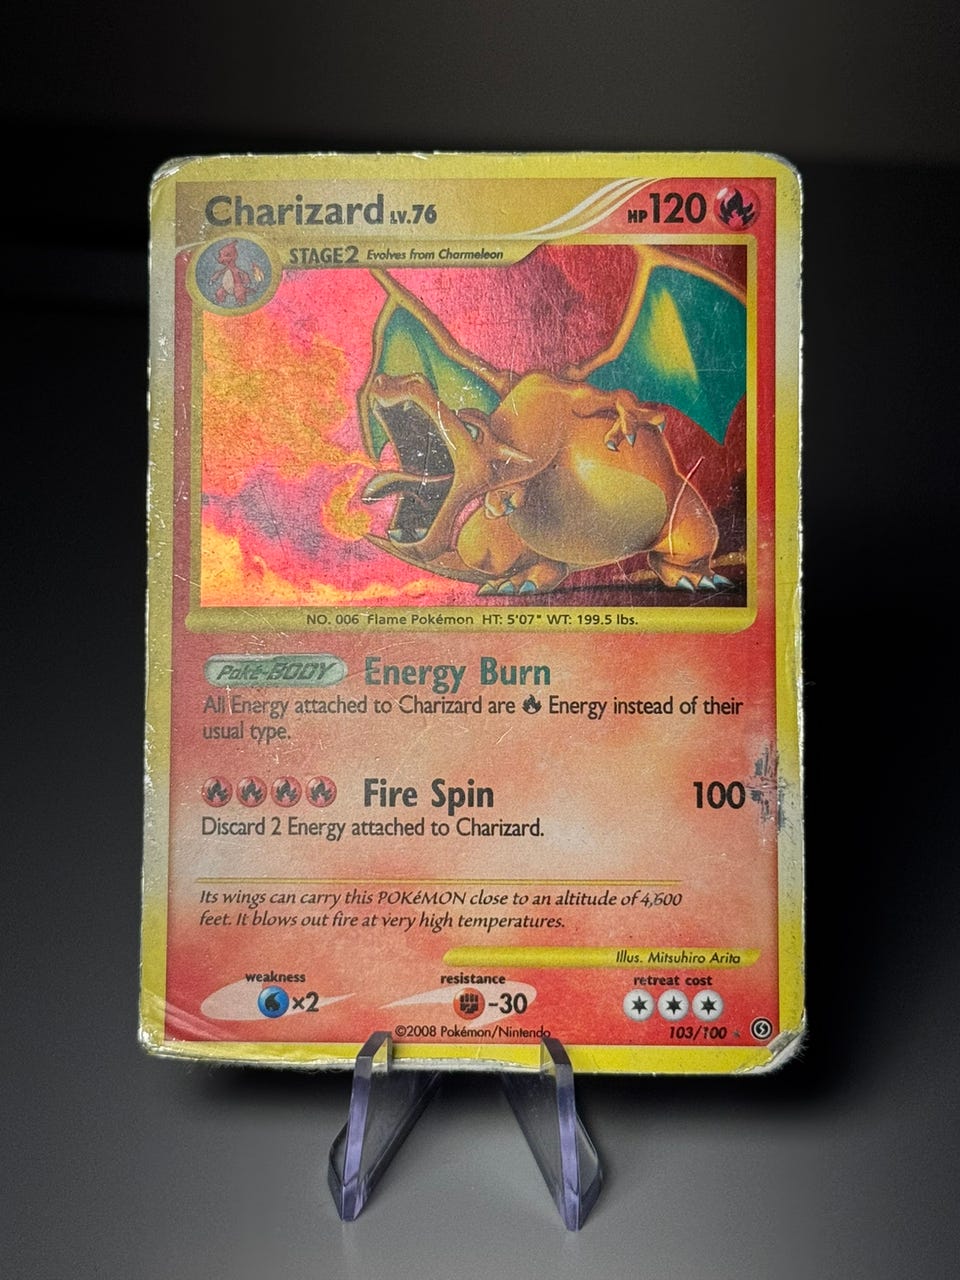 Charizard LV.76 HP 120
STAGE2 Evolves from Charmeleon
NO. 006 Flame Pokémon HT: 5'07" WT: 199.5 lbs.
Poké-BODY Energy Burn
All Energy attached to Charizard are Energy instead of their
usual type.
Fire Spin 100
Discard 2 Energy attached to Charizard.
Its wings can carry this POKéMON close to an altitude of 4,600
feet. It blows out fire at very high temperatures.
Illus. Mitsuhiro Arita
weakness resistance retreat cost
×2 -30
©2008 Pokémon/Nintendo 103/100